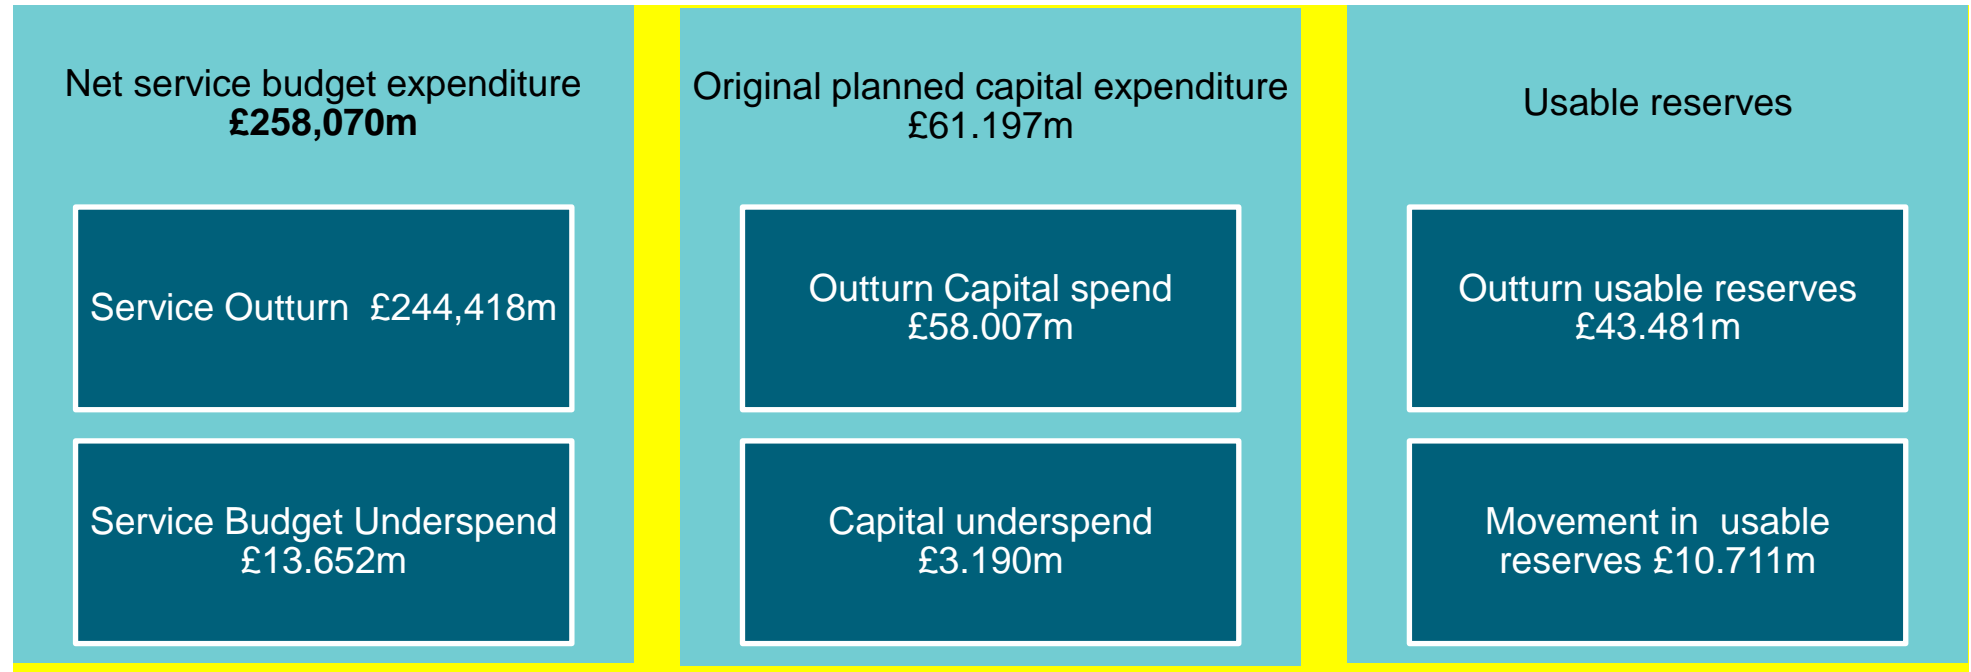 Net service budget expenditure
£258,070m
Service Outturn  £244,418m
Service Budget Underspend
£13.652m
Original planned capital expenditure
£61.197m
Outturn Capital spend
£58.007m
Capital underspend
£3.190m
Usable reserves
Outturn usable reserves
£43.481m
Movement in  usable
reserves £10.711m